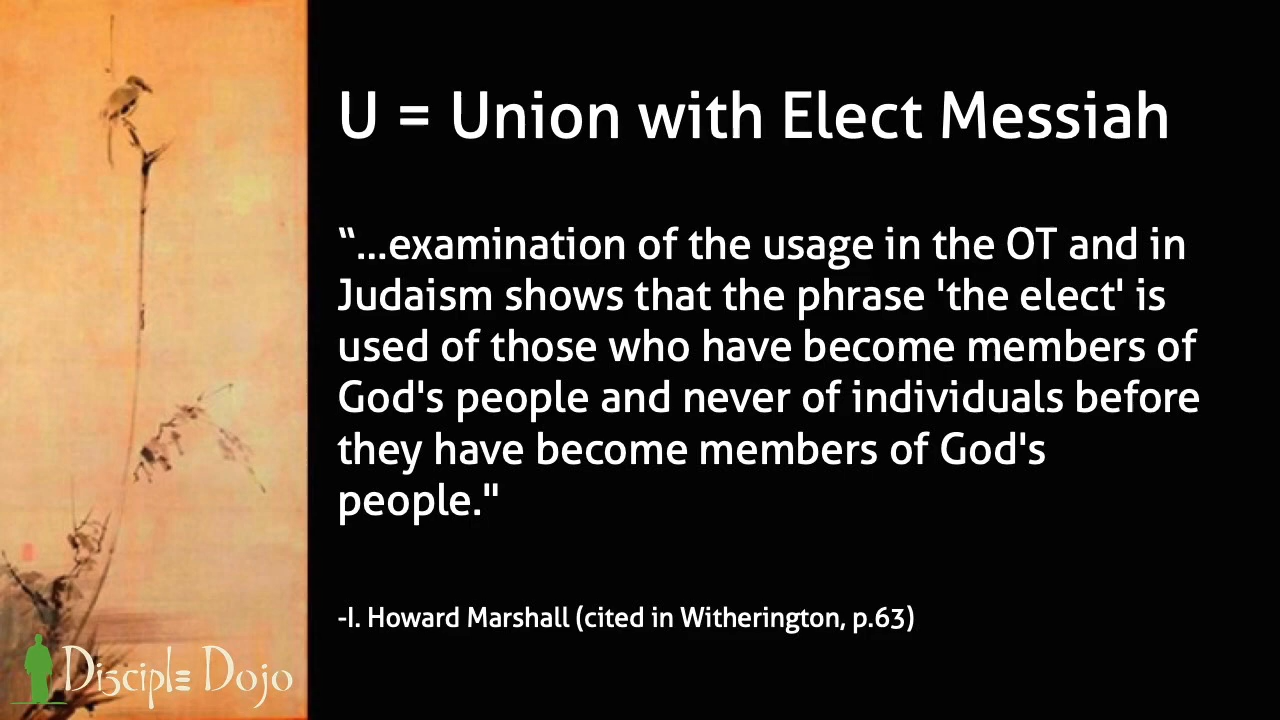 U = Union with Elect Messiah
“...examination of the usage in the OT and in
Judaism shows that the phrase 'the elect' is
used of those who have become members of
God's people and never of individuals before
they have become members of God's
people."
-I. Howard Marshall (cited in Witherington, p.63)
Disciple Dojo